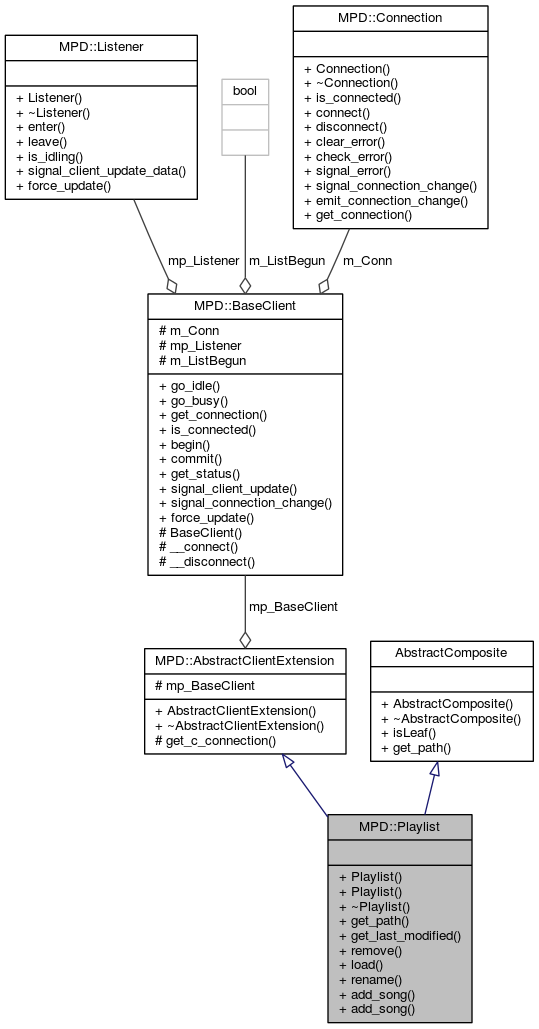 MPD::Listener
+ Listener()
+ ~Listener()
+ enter()
+ leave()
+ is_idling()
+ signal_client_update_data()
+ force_update()
bool
MPD::Connection
+ Connection()
+ ~Connection()
+ is_connected()
+ connect()
+ disconnect()
+ clear_error()
+ check_error()
+ signal_error()
+ signal_connection_change()
+ emit_connection_change()
+ get_connection()
mp_Listener
m_ListBegun
m_Conn
MPD::BaseClient
# m_Conn
# mp_Listener
# m_ListBegun
+ go_idle()
+ go_busy()
+ get_connection()
+ is_connected()
+ begin()
+ commit()
+ get_status()
+ signal_client_update()
+ signal_connection_change()
+ force_update()
# BaseClient()
# __connect()
# __disconnect()
mp_BaseClient
MPD::AbstractClientExtension
# mp_BaseClient
+ AbstractClientExtension()
+ ~AbstractClientExtension()
# get_c_connection()
AbstractComposite
+ AbstractComposite()
+ ~AbstractComposite()
+ isLeaf()
+ get_path()
MPD::Playlist
+ Playlist()
+ Playlist()
+ ~Playlist()
+ get_path()
+ get_last_modified()
+ remove()
+ load()
+ rename()
+ add_song()
+ add_song()